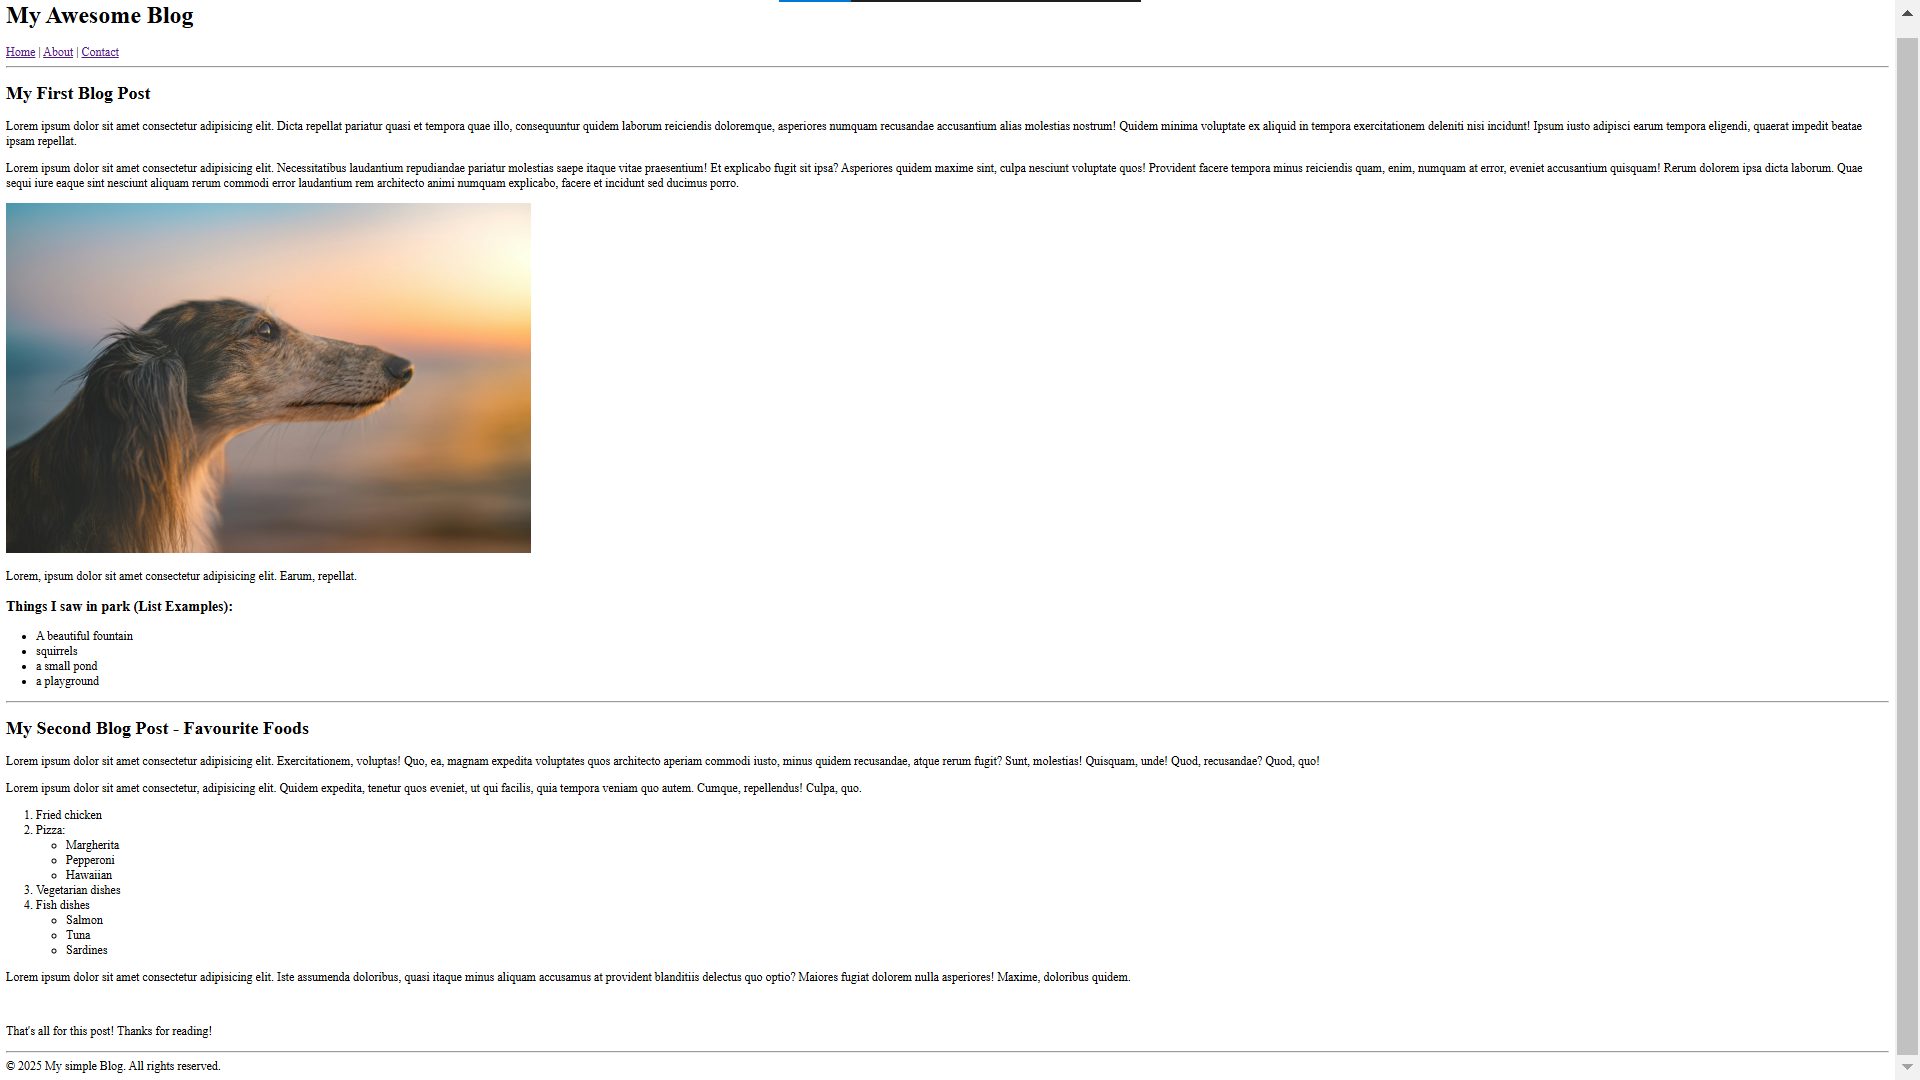 My Awesome Blog
Home | About | Contact
My First Blog Post
Lorem ipsum dolor sit amet consectetur adipisicing elit. Dicta repellat pariatur quasi et tempora quae illo, consequuntur quidem laborum reiciendis doloremque, asperiores numquam recusandae accusantium alias molestias nostrum! Quidem minima voluptate ex aliquid in tempora exercitationem deleniti nisi incidunt! Ipsum iusto adipisci earum tempora eligendi, quaerat impedit beatae
ipsam repellat.
Lorem ipsum dolor sit amet consectetur adipisicing elit. Necessitatibus laudantium repudiandae pariatur molestias saepe itaque vitae praesentium! Et explicabo fugit sit ipsa? Asperiores quidem maxime sint, culpa nesciunt voluptate quos! Provident facere tempora minus reiciendis quam, enim, numquam at error, eveniet accusantium quisquam! Rerum dolorem ipsa dicta laborum. Quae
sequi iure eaque sint nesciunt aliquam rerum commodi error laudantium rem architecto animi numquam explicabo, facere et incidunt sed ducimus porro.
Lorem, ipsum dolor sit amet consectetur adipisicing elit. Earum, repellat.
Things I saw in park (List Examples):
• A beautiful fountain
• squirrels
• a small pond
• a playground
My Second Blog Post - Favourite Foods
Lorem ipsum dolor sit amet consectetur adipisicing elit. Exercitationem, voluptas! Quo, ea, magnam expedita voluptates quos architecto aperiam commodi iusto, minus quidem recusandae, atque rerum fugit? Sunt, molestias! Quisquam, unde! Quod, recusandae? Quod, quo!
Lorem ipsum dolor sit amet consectetur, adipisicing elit. Quidem expedita, tenetur quos eveniet, ut qui facilis, quia tempora veniam quo autem. Cumque, repellendus! Culpa, quo.
1. Fried chicken
2. Pizza:
◦ Margherita
◦ Pepperoni
◦ Hawaiian
3. Vegetarian dishes
4. Fish dishes
◦ Salmon
◦ Tuna
◦ Sardines
Lorem ipsum dolor sit amet consectetur adipisicing elit. Iste assumenda doloribus, quasi itaque minus aliquam accusamus at provident blanditiis delectus quo optio? Maiores fugiat dolorem nulla asperiores! Maxime, doloribus quidem.
That's all for this post! Thanks for reading!
© 2025 My simple Blog. All rights reserved.